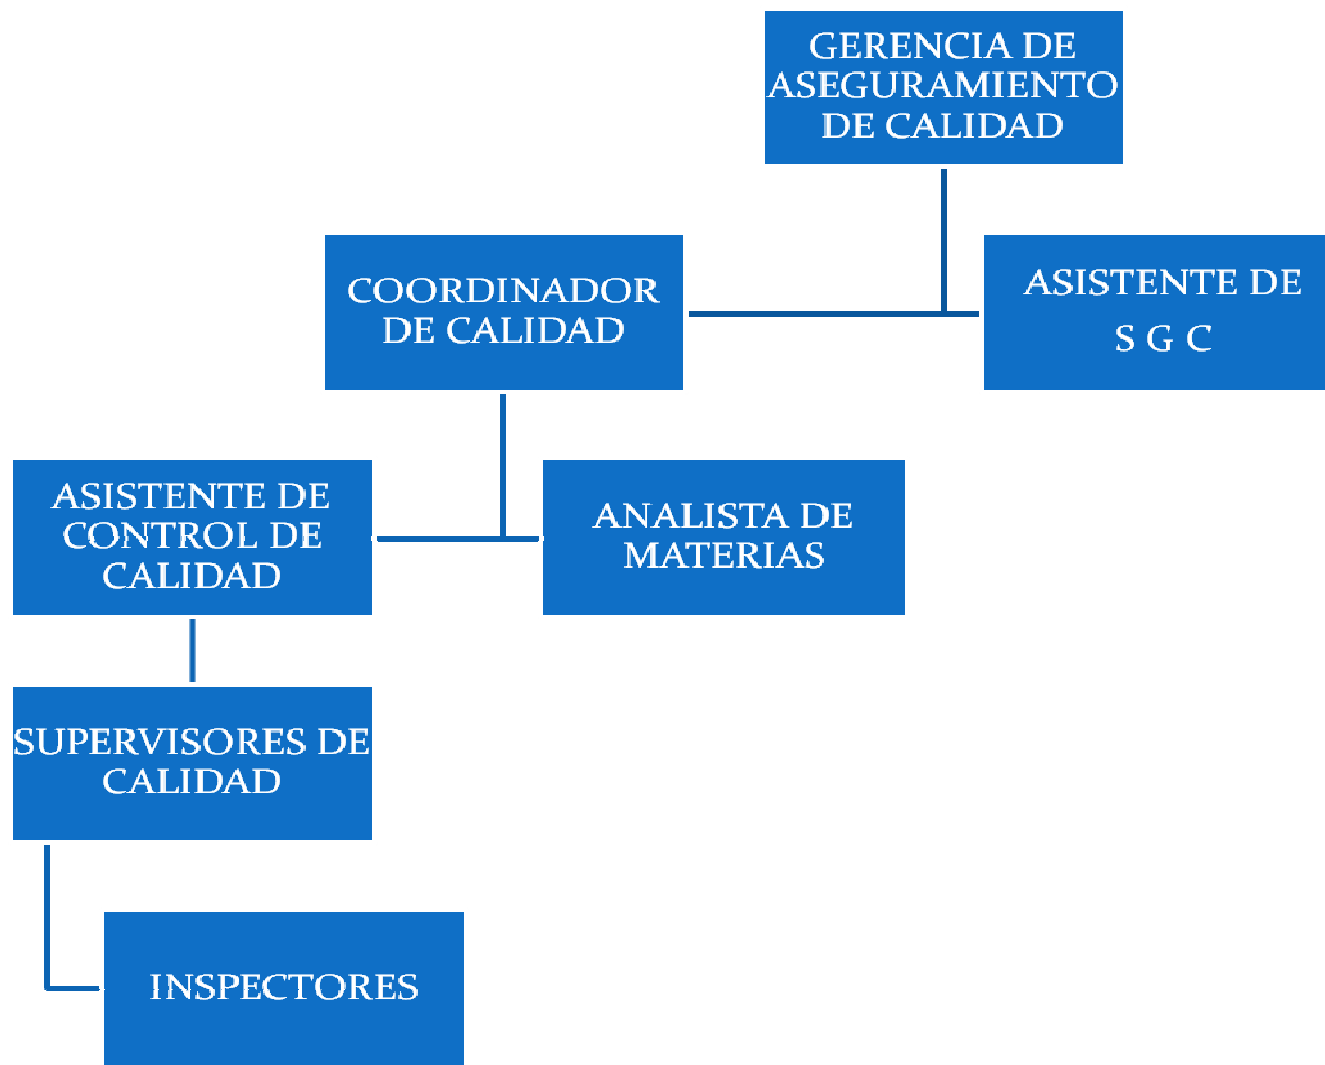 GERENCIA DE
ASEGURAMIENTO
DE CALIDAD
COORDINADOR
DE CALIDAD
ASISTENTE DE
S G C
ASISTENTE DE
CONTROL DE
CALIDAD
ANALISTA DE
MATERIAS
SUPERVISORES DE
CALIDAD
INSPECTORES